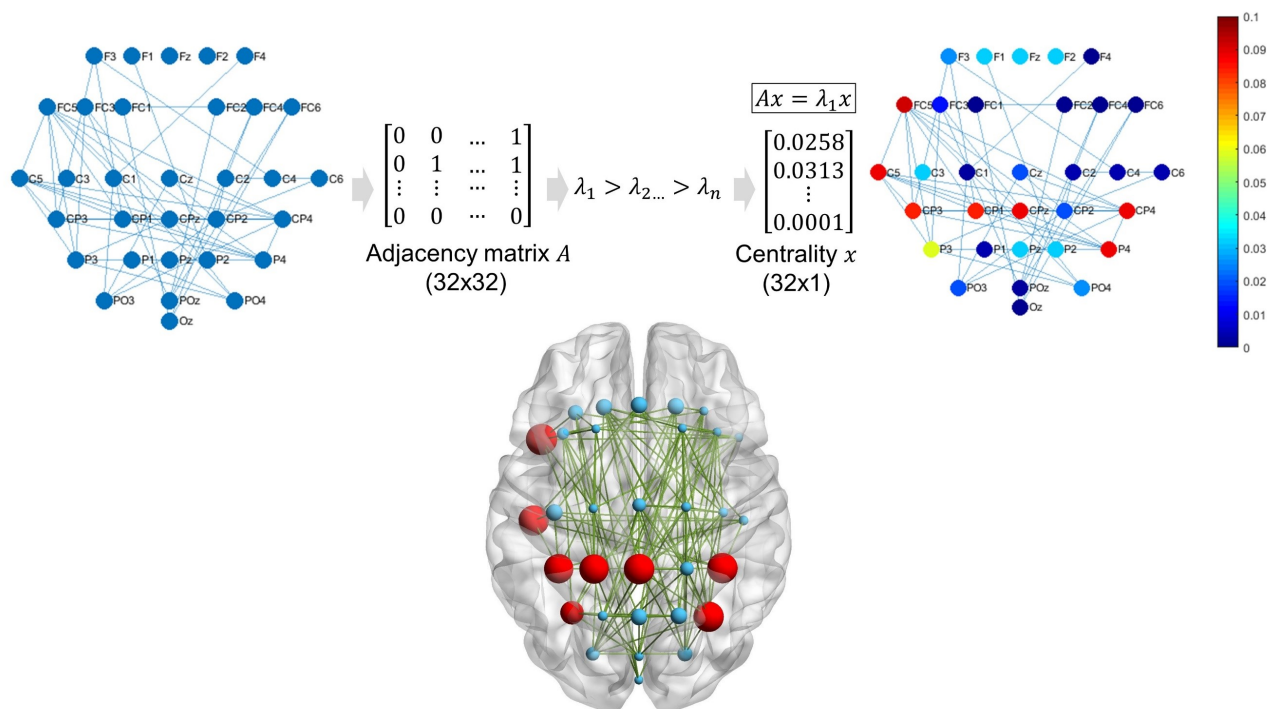 F3 F1 Fz F2 F4
FC5 FC3 FC1 FC2 FC4 FC6
C5 C3 C1 Cz C2 C4 C6
CP3 CP1 CPz CP2 CP4
P3 P1 Pz P2 P4
PO3 POz PO4
Oz
[0 0 ... 1]
[0 1 ... 1]
[⋮ ⋮ ... ⋮]
[0 0 ... 0]
Adjacency matrix A
(32x32)
λ₁ > λ₂... > λₙ
Ax = λ₁x
[0.0258]
[0.0313]
[⋮]
[0.0001]
Centrality x
(32x1)
F3 F1 Fz F2 F4
FC5 FC3 FC1 FC2 FC4 FC6
C5 C3 C1 Cz C2 C4 C6
CP3 CP1 CPz CP2 CP4
P3 P1 Pz P2 P4
PO3 POz PO4
Oz
0.1
0.09
0.08
0.07
0.06
0.05
0.04
0.03
0.02
0.01
0